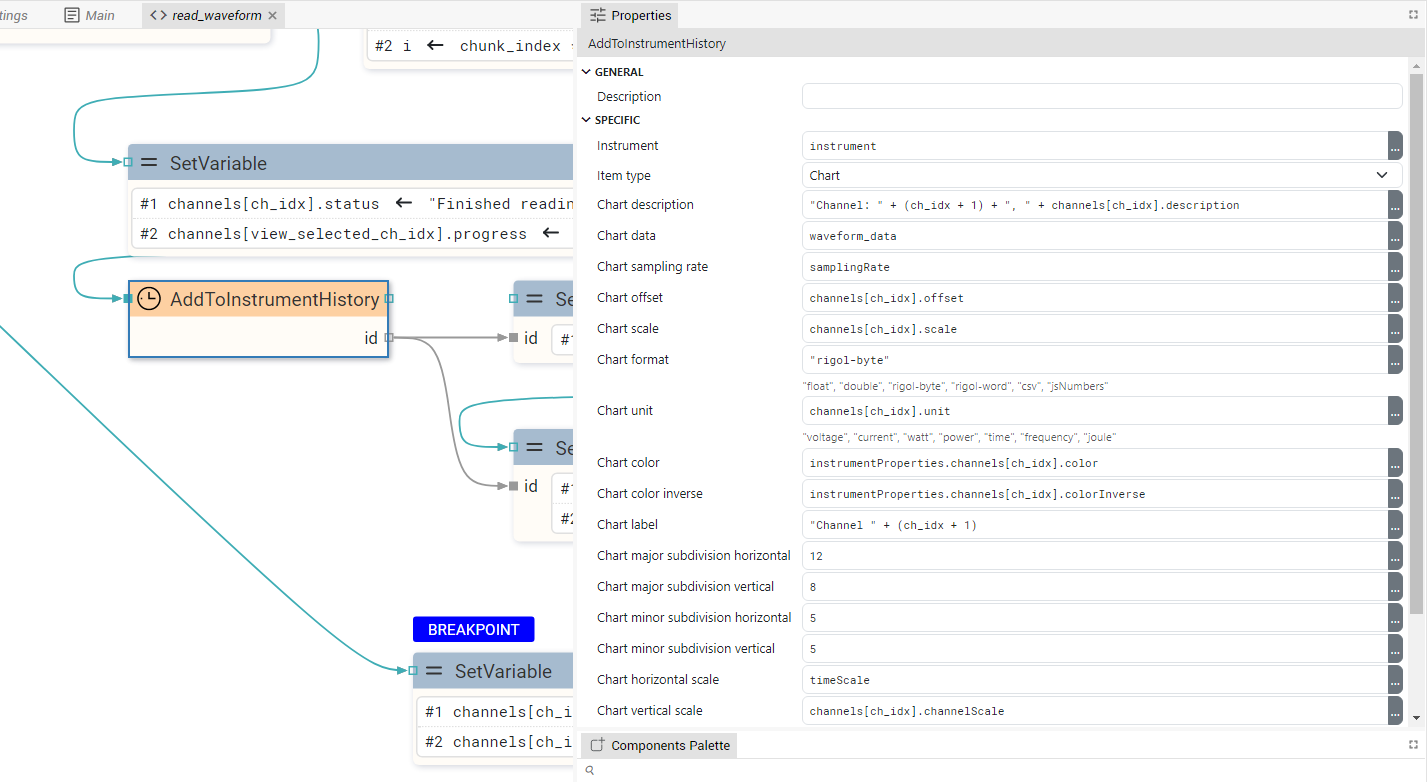 tings
Main
read_waveform
#2 i ← chunk_index
SetVariable
#1 channels[ch_idx].status ← "Finished readin
#2 channels[view_selected_ch_idx].progress ←
AddToInstrumentHistory
id
Se
id #1
Se
id #1
#2
BREAKPOINT
SetVariable
#1 channels[ch_i
#2 channels[ch_i
Properties
AddToInstrumentHistory
GENERAL
Description
SPECIFIC
Instrument instrument ...
Item type Chart
Chart description "Channel: " + (ch_idx + 1) + ", " + channels[ch_idx].description ...
Chart data waveform_data ...
Chart sampling rate samplingRate ...
Chart offset channels[ch_idx].offset ...
Chart scale channels[ch_idx].scale ...
Chart format "rigol-byte" ...
"float", "double", "rigol-byte", "rigol-word", "csv", "jsNumbers"
Chart unit channels[ch_idx].unit ...
"voltage", "current", "watt", "power", "time", "frequency", "joule"
Chart color instrumentProperties.channels[ch_idx].color ...
Chart color inverse instrumentProperties.channels[ch_idx].colorInverse ...
Chart label "Channel " + (ch_idx + 1) ...
Chart major subdivision horizontal 12 ...
Chart major subdivision vertical 8 ...
Chart minor subdivision horizontal 5 ...
Chart minor subdivision vertical 5 ...
Chart horizontal scale timeScale ...
Chart vertical scale channels[ch_idx].channelScale ...
Components Palette